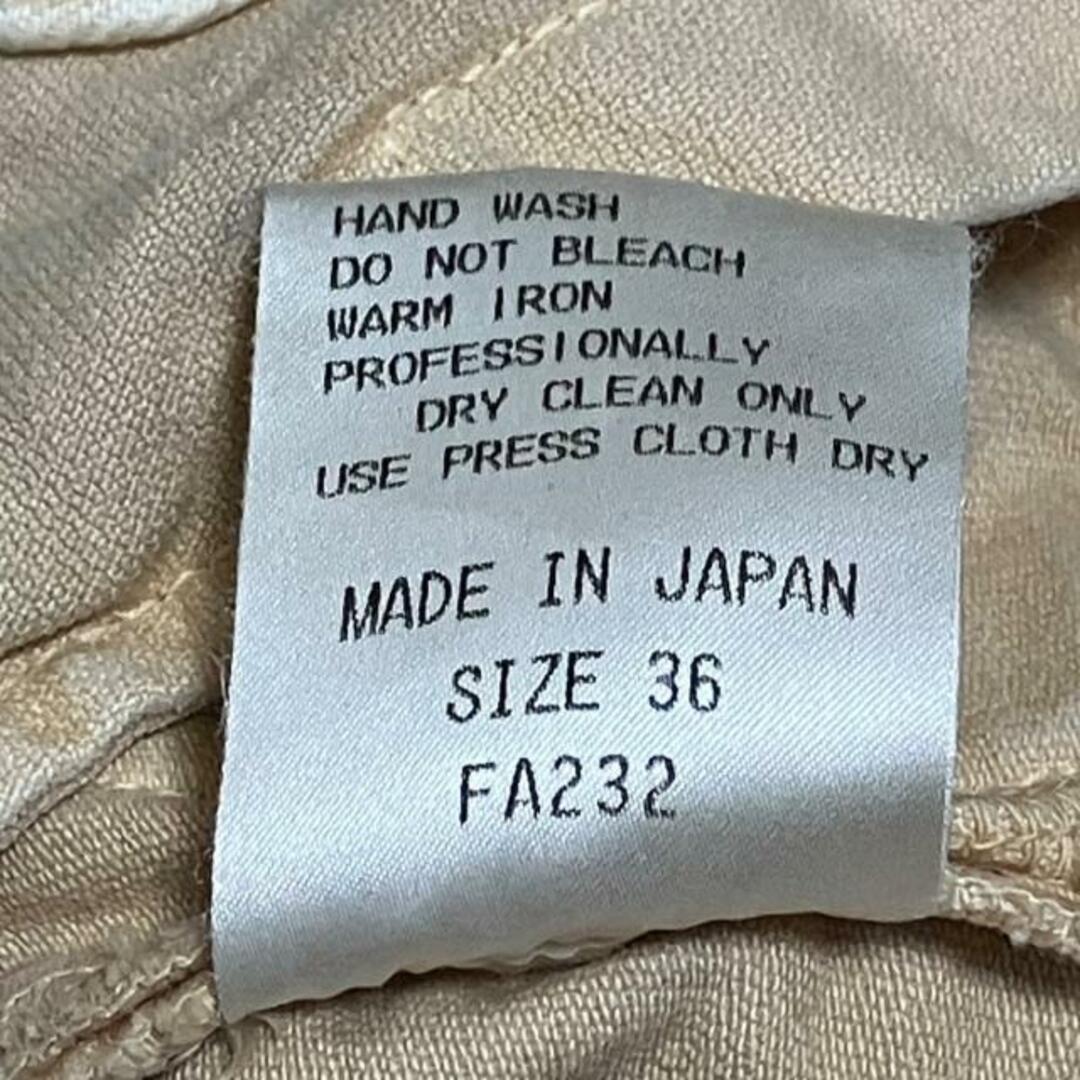 HAND WASH
DO NOT BLEACH
WARM IRON
PROFESSIONALLY
DRY CLEAN ONLY
USE PRESS CLOTH DRY
MADE IN JAPAN
SIZE 36
FA232